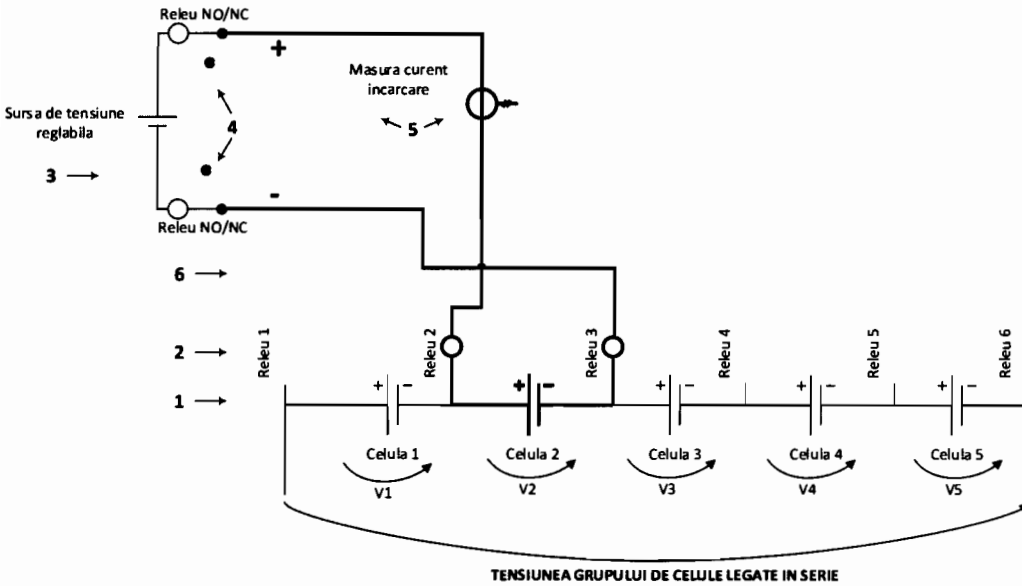 Releu NO/NC
+
Masura curent
incarcare
Sursa de tensiune
reglabila
4
5
3
-
Releu NO/NC
6
Releu 1
Releu 2
Releu 3
Releu 4
Releu 5
Releu 6
2
1
+ -
+ -
+ -
+ -
+ -
Celula 1
Celula 2
Celula 3
Celula 4
Celula 5
V1
V2
V3
V4
V5
TENSIUNEA GRUPULUI DE CELULE LEGATE IN SERIE